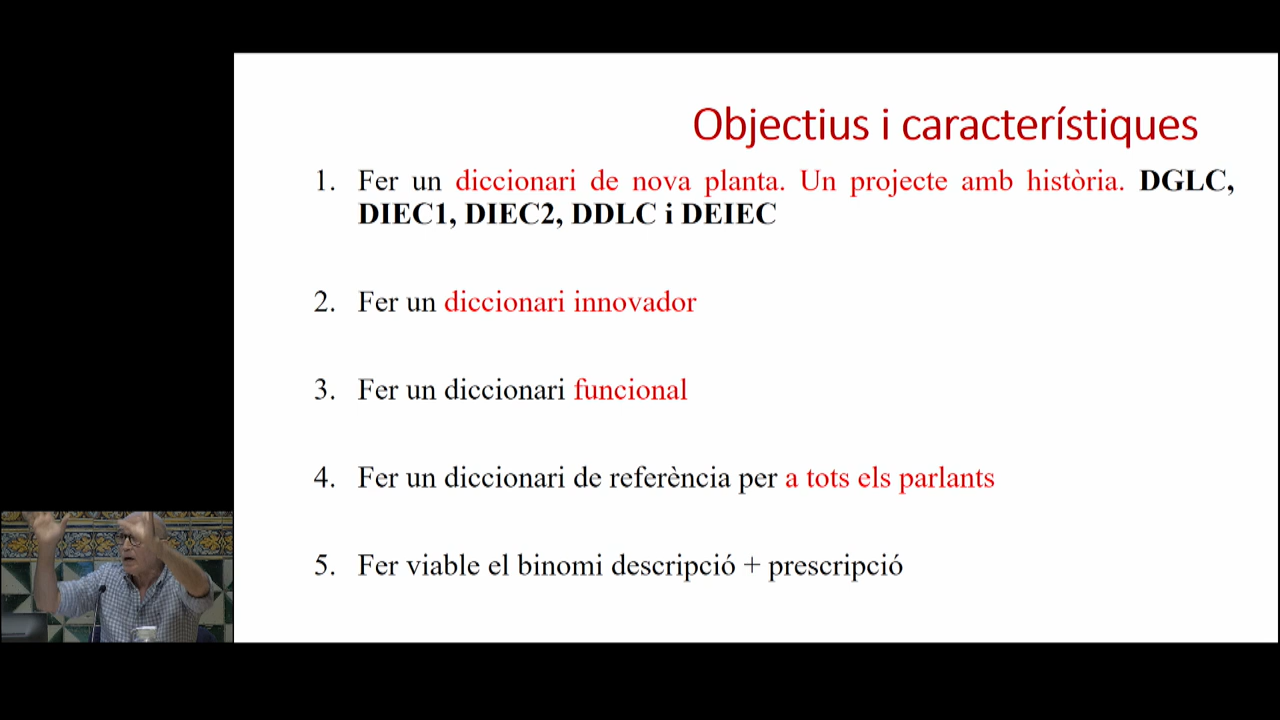 Objectius i característiques
1. Fer un diccionari de nova planta. Un projecte amb història. DGLC,
DIEC1, DIEC2, DDLC i DEIEC
2. Fer un diccionari innovador
3. Fer un diccionari funcional
4. Fer un diccionari de referència per a tots els parlants
5. Fer viable el binomi descripció + prescripció